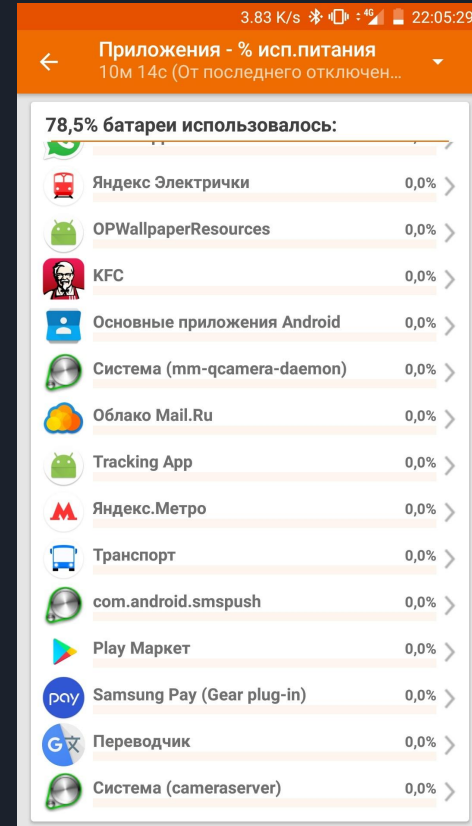 3.83 K/s 4G 22:05:29
Приложения - % исп.питания
10м 14с (От последнего отключен...
78,5% батареи использовалось:
Яндекс Электрички 0,0%
OPWallpaperResources 0,0%
KFC 0,0%
Основные приложения Android 0,0%
Система (mm-qcamera-daemon) 0,0%
Облако Mail.Ru 0,0%
Tracking App 0,0%
Яндекс.Метро 0,0%
Транспорт 0,0%
com.android.smspush 0,0%
Play Маркет 0,0%
pay Samsung Pay (Gear plug-in) 0,0%
Переводчик 0,0%
Система (cameraserver) 0,0%